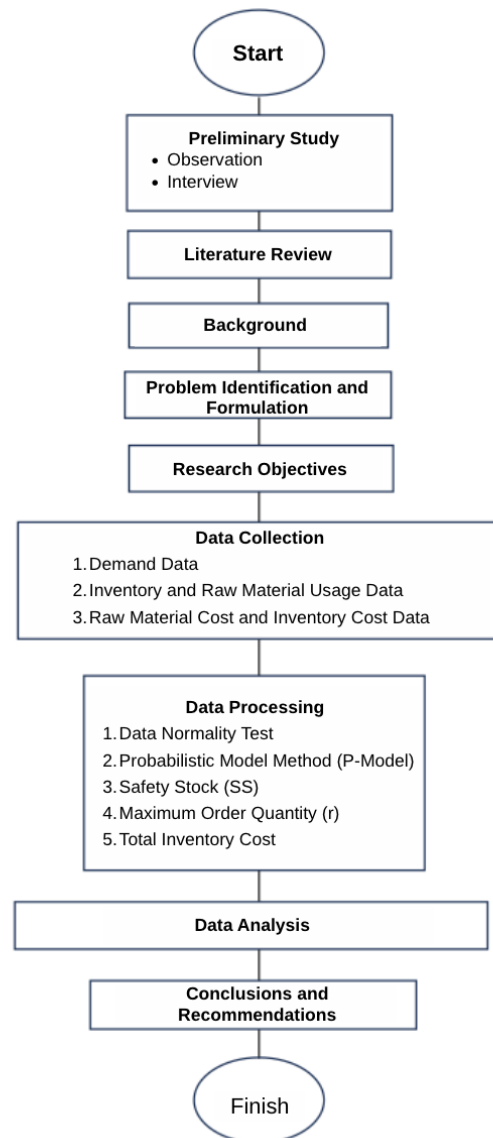 Start
Preliminary Study
• Observation
• Interview
Literature Review
Background
Problem Identification and
Formulation
Research Objectives
Data Collection
1. Demand Data
2. Inventory and Raw Material Usage Data
3. Raw Material Cost and Inventory Cost Data
Data Processing
1. Data Normality Test
2. Probabilistic Model Method (P-Model)
3. Safety Stock (SS)
4. Maximum Order Quantity (r)
5. Total Inventory Cost
Data Analysis
Conclusions and
Recommendations
Finish